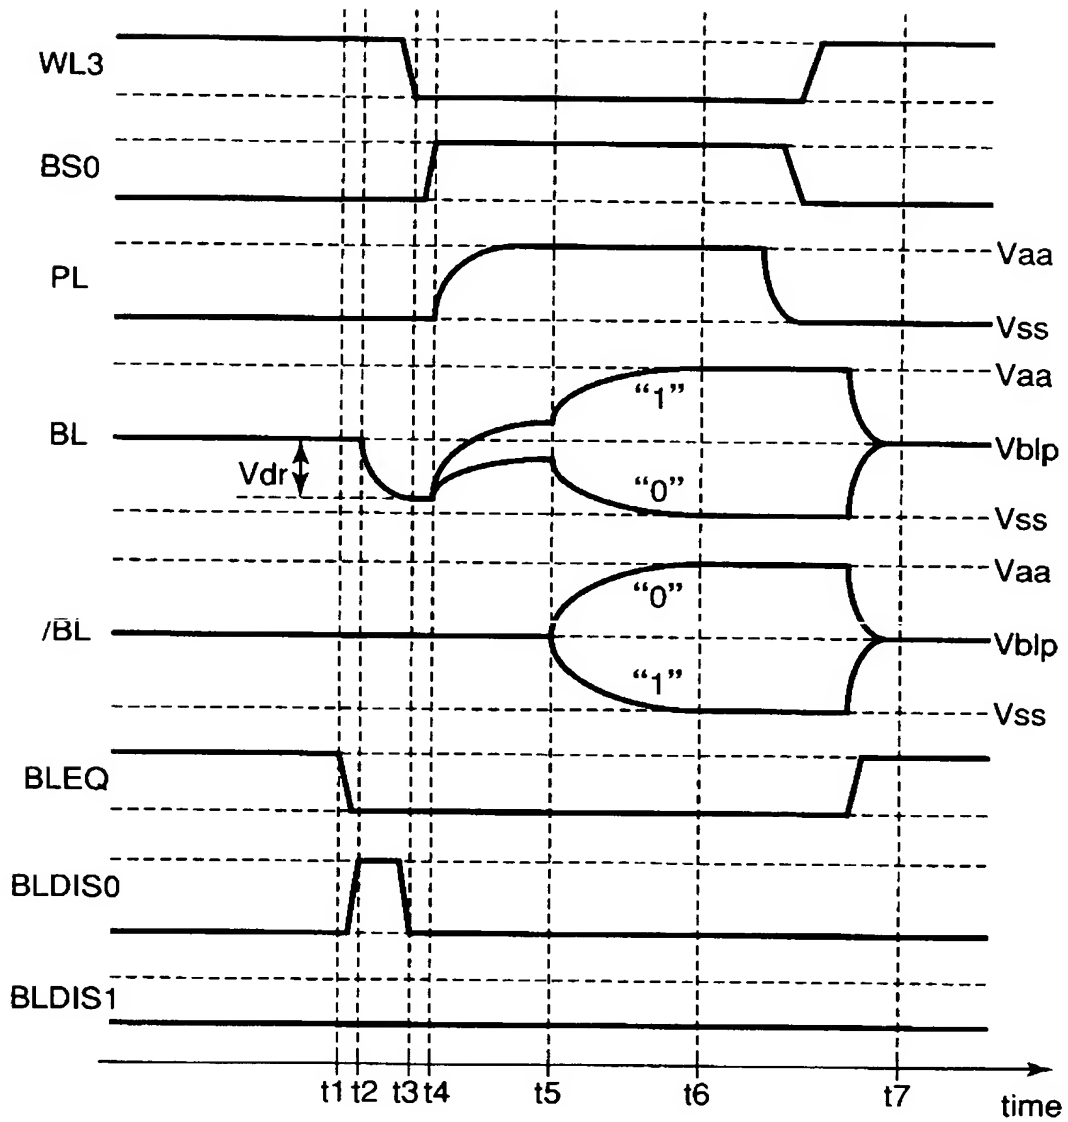 WL3
BS0
PL
Vaa
Vss
BL
Vdr
"1"
"0"
Vaa
Vblp
Vss
/BL
"0"
"1"
Vaa
Vblp
Vss
BLEQ
BLDIS0
BLDIS1
t1 t2 t3 t4 t5 t6 t7
time